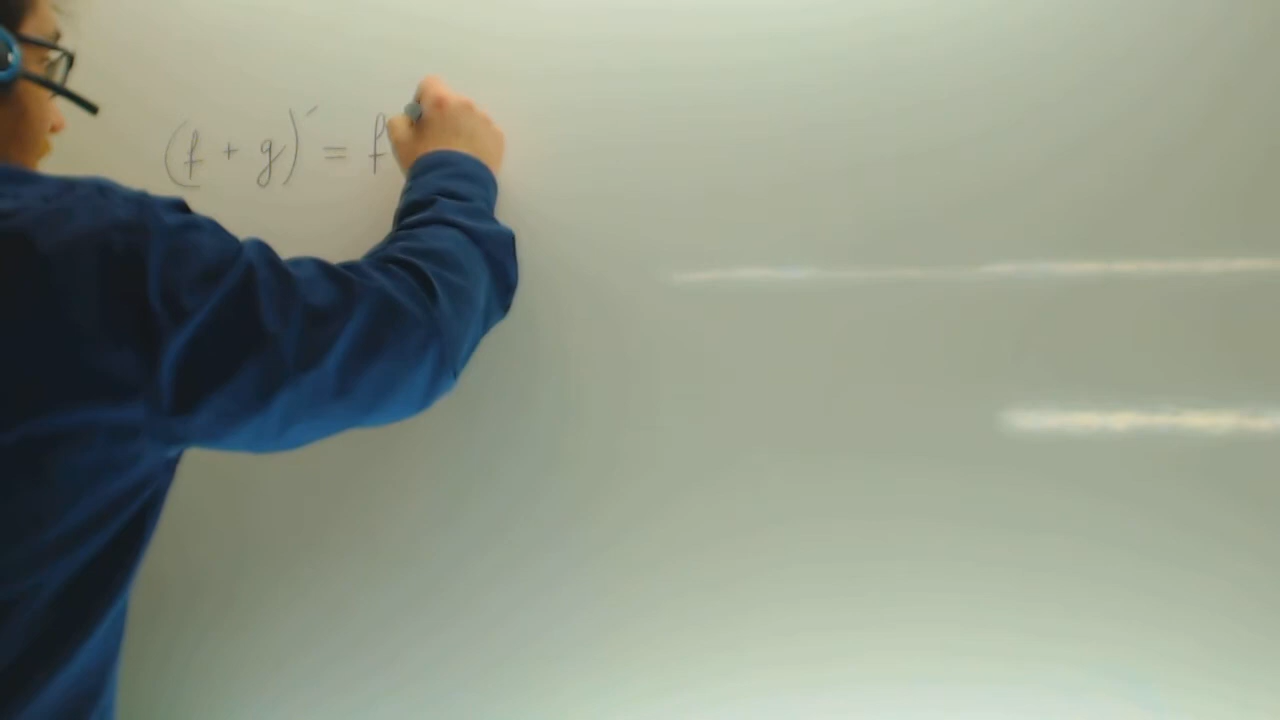 (f + g)' = f